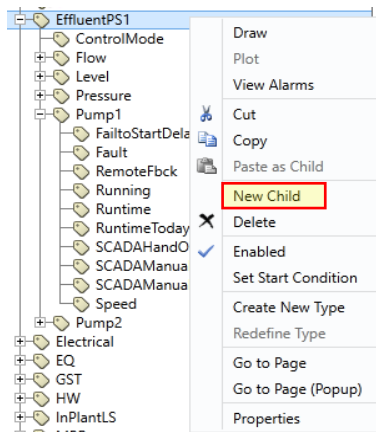 EffluentPS1
ControlMode
Flow
Level
Pressure
Pump1
FailtoStartDela
Fault
RemoteFbck
Running
Runtime
RuntimeToday
SCADAHandO
SCADAManua
SCADAManua
Speed
Pump2
Electrical
EQ
GST
HW
InPlantLS
Draw
Plot
View Alarms
Cut
Copy
Paste as Child
New Child
Delete
Enabled
Set Start Condition
Create New Type
Redefine Type
Go to Page
Go to Page (Popup)
Properties